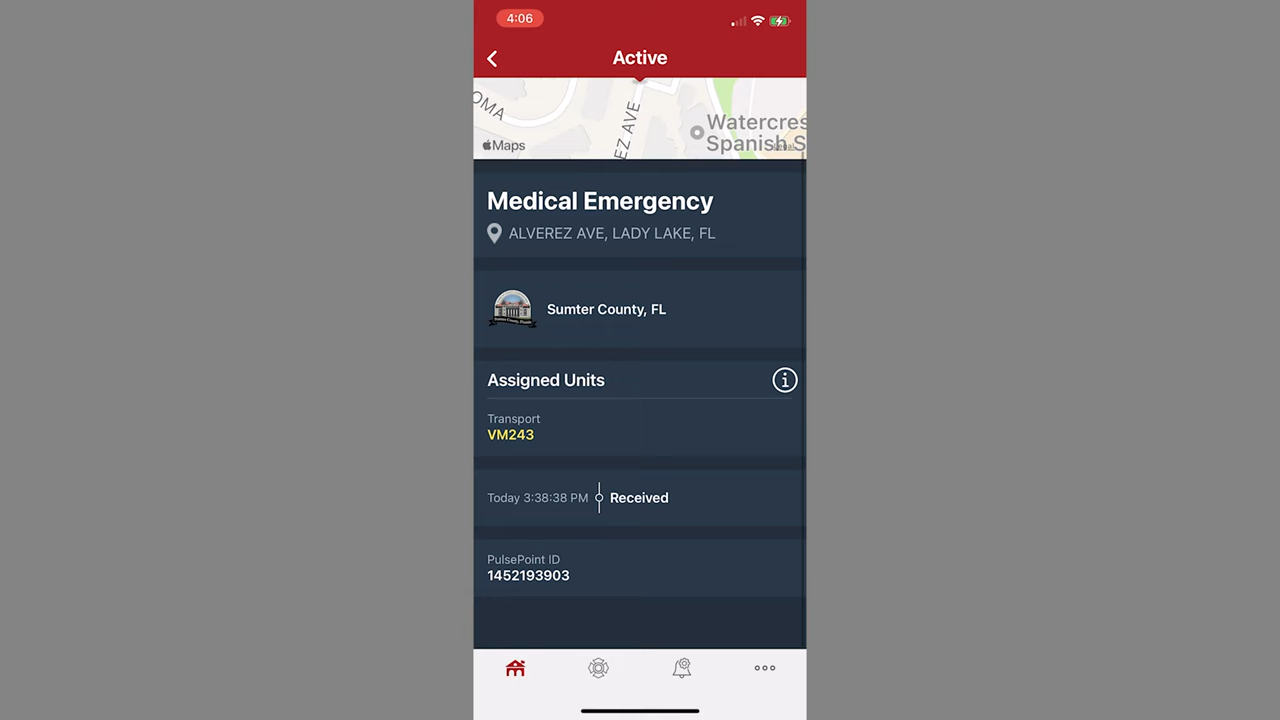 4:06
Active
OMA
EZ AVE
Watercres
Spanish S
Maps
Legal
Medical Emergency
ALVEREZ AVE, LADY LAKE, FL
Sumter County, FL
Assigned Units
Transport
VM243
Today 3:38:38 PM
Received
PulsePoint ID
1452193903